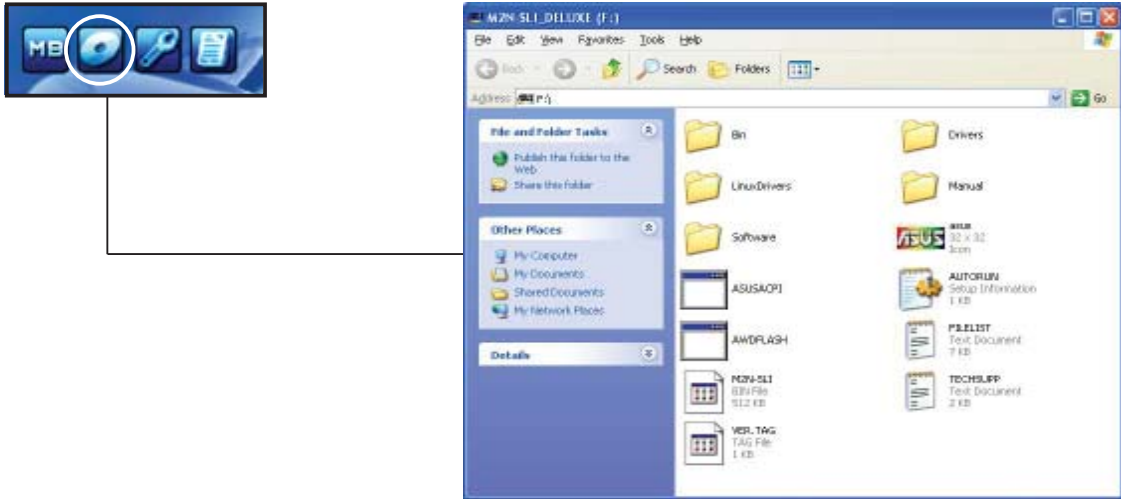 MB
M2N-SLI_DELUXE (F:)
File Edit View Favorites Tools Help
Back Search Folders
Address F:\ Go
File and Folder Tasks
Publish this folder to the
Web
Share this folder
Other Places
My Computer
My Documents
Shared Documents
My Network Places
Details
Bin
Drivers
LinuxDrivers
Manual
Software
ASUS
asus
32 x 32
Icon
ASUSACPI
AUTORUN
Setup Information
1 KB
AWDFLASH
FILELIST
Text Document
7 KB
M2N-SLI
BIN File
512 KB
TECHSUPP
Text Document
2 KB
VER.TAG
TAG File
1 KB